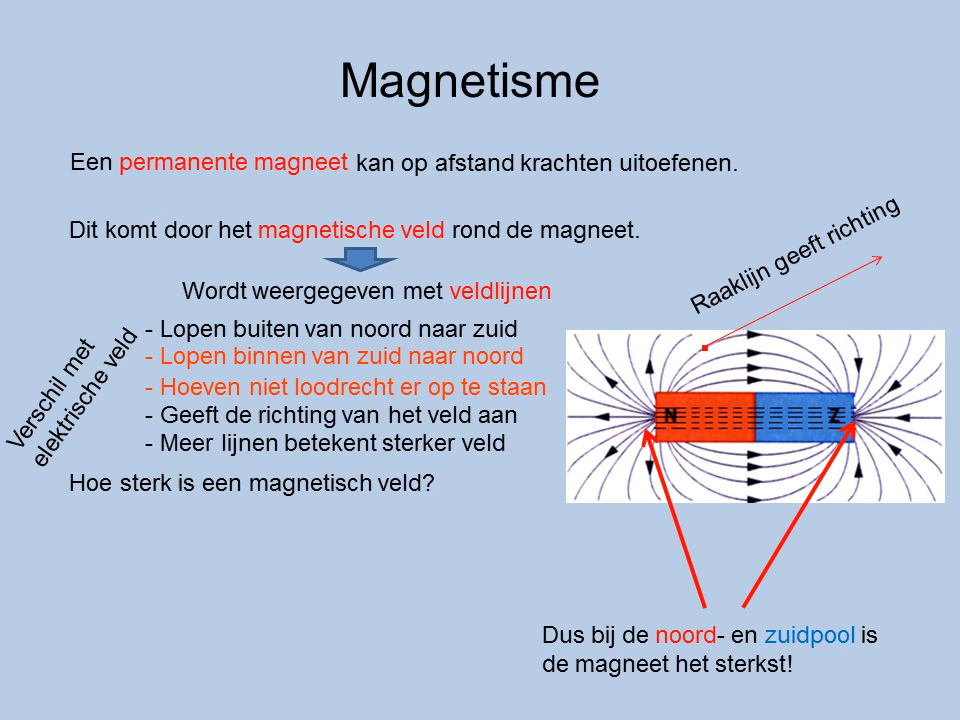 Magnetisme
Een permanente magneet kan op afstand krachten uitoefenen.
Dit komt door het magnetische veld rond de magneet.
Wordt weergegeven met veldlijnen
- Lopen buiten van noord naar zuid
- Lopen binnen van zuid naar noord
- Hoeven niet loodrecht er op te staan
- Geeft de richting van het veld aan
- Meer lijnen betekent sterker veld
Verschil met
elektrische veld
Hoe sterk is een magnetisch veld?
Raaklijn geeft richting
N Z
Dus bij de noord- en zuidpool is
de magneet het sterkst!